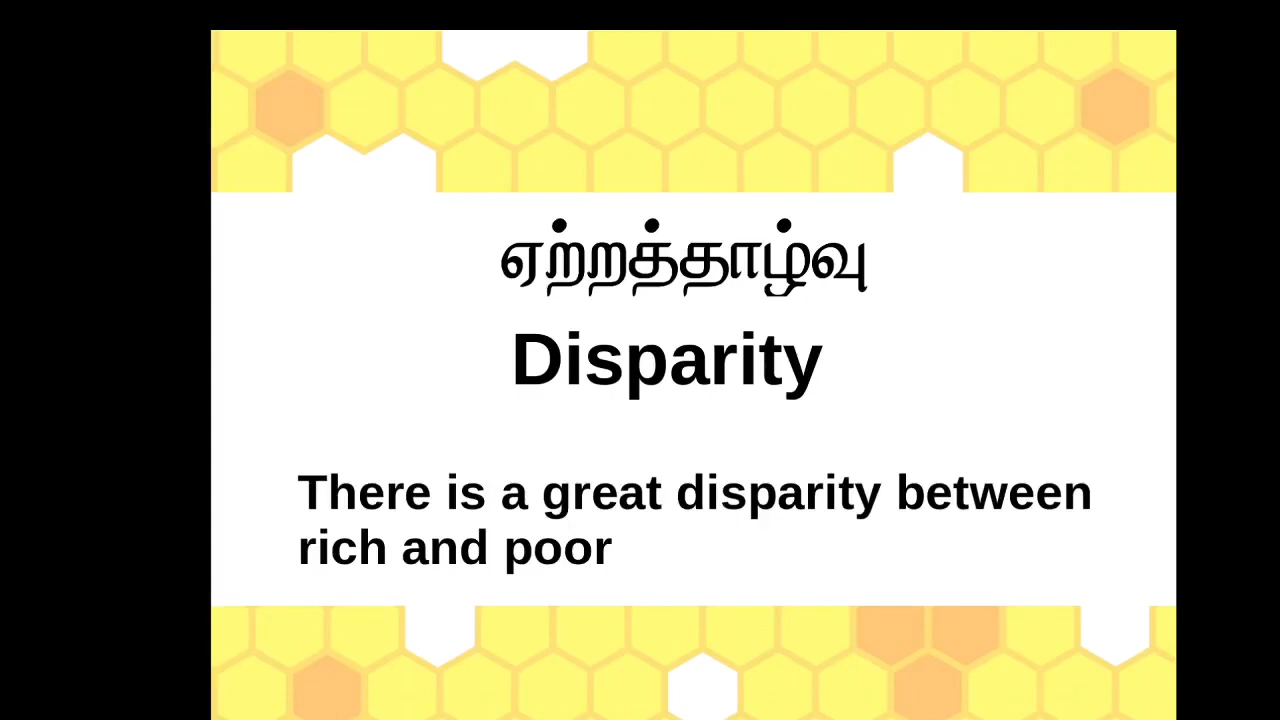 ஏற்றத்தாழ்வு
Disparity
There is a great disparity between
rich and poor